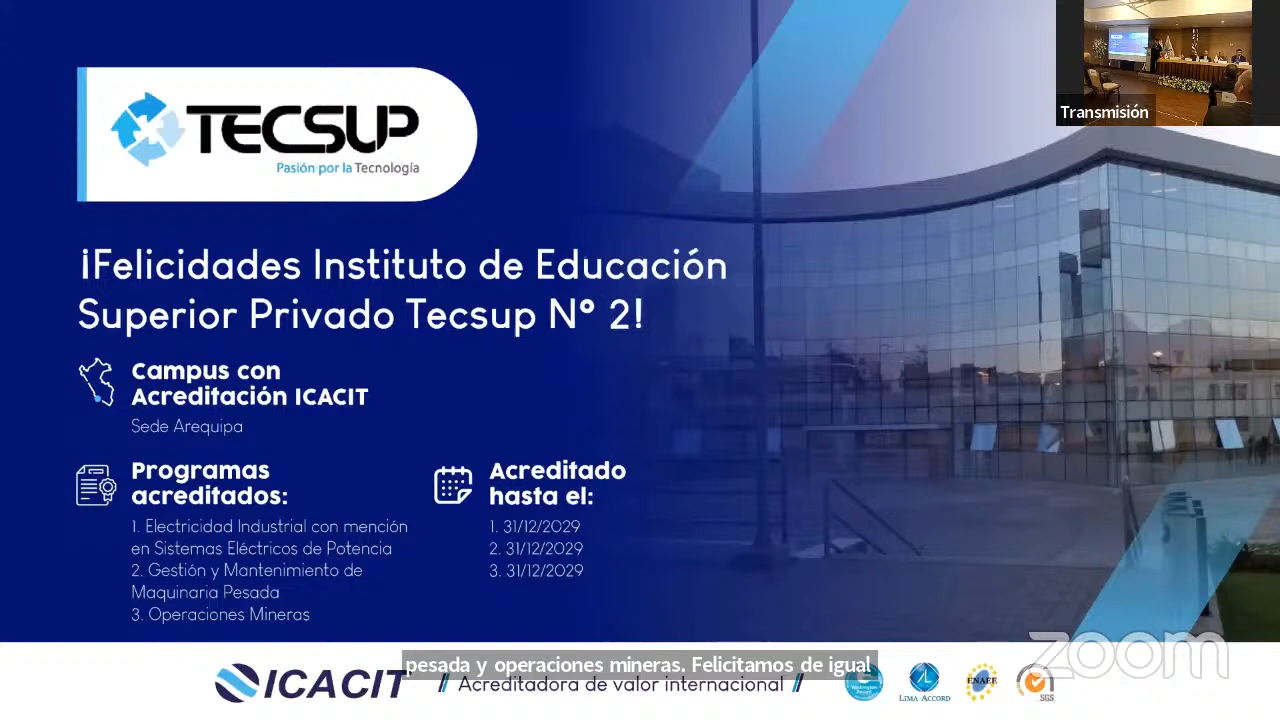 Transmisión
TECSUP
Pasión por la Tecnología
¡Felicidades Instituto de Educación
Superior Privado Tecsup N° 2!
Campus con
Acreditación ICACIT
Sede Arequipa
Programas
acreditados:
1. Electricidad Industrial con mención
en Sistemas Eléctricos de Potencia
2. Gestión y Mantenimiento de
Maquinaria Pesada
3. Operaciones Mineras
Acreditado
hasta el:
1. 31/12/2029
2. 31/12/2029
3. 31/12/2029
zoom
pesada y operaciones mineras. Felicitamos de igual
ICACIT // Acreditadora de valor internacional //
LIMA ACCORD
ENAEE
SGS